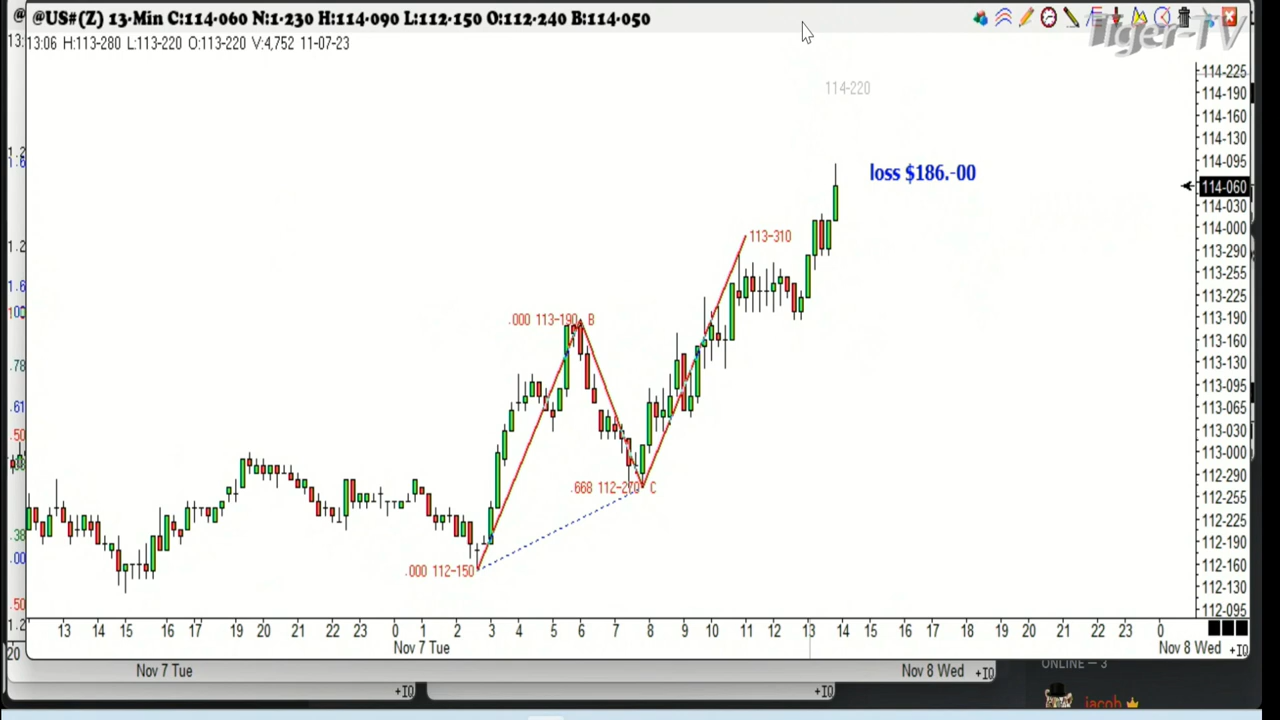 @US#(Z) 13-Min C:114-060 N:1-230 H:114-090 L:112-150 O:112-240 B:114-050
13:06 H:113-280 L:113-220 O:113-220 V:4,752 11-07-23
Tiger-TV
114-220
loss $186.-00
113-310
.000 113-190 B
.668 112-270 C
.000 112-150
114-225
114-190
114-160
114-130
114-095
114-060
114-030
114-000
113-290
113-255
113-225
113-190
113-160
113-130
113-095
113-065
113-030
113-000
112-290
112-255
112-225
112-190
112-160
112-130
112-095
13 14 15 16 17 19 20 21 22 23 0 1 2 3 4 5 6 7 8 9 10 11 12 13 14 15 16 17 18 19 20 21 22 23 0
Nov 7 Tue Nov 8 Wed +10
Nov 7 Tue Nov 8 Wed +10
+10 +10
ONLINE — 3
jacob